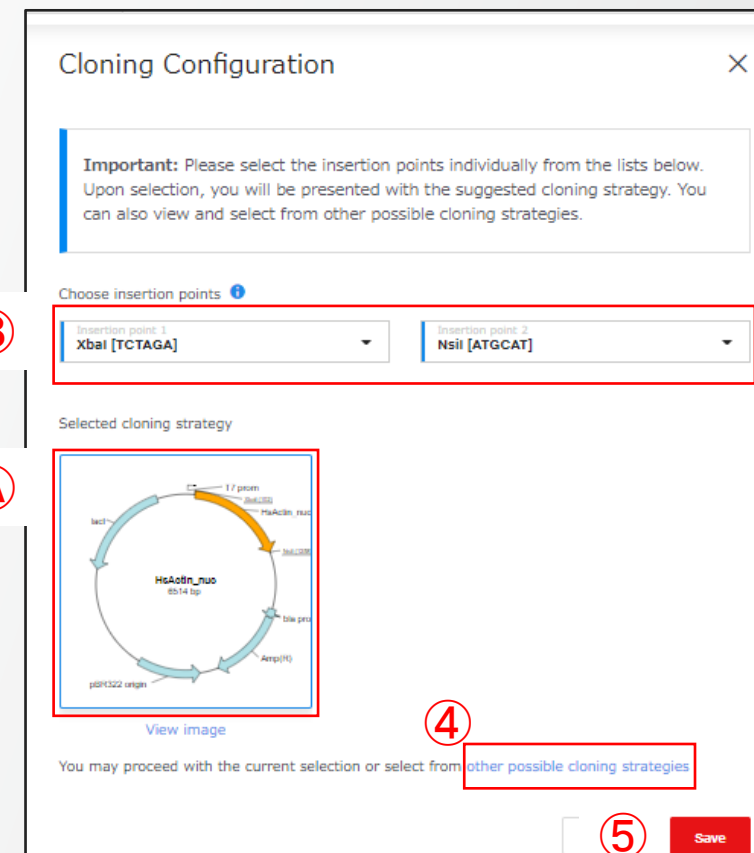 Cloning Configuration
Important: Please select the insertion points individually from the lists below.
Upon selection, you will be presented with the suggested cloning strategy. You
can also view and select from other possible cloning strategies.
Choose insertion points
Insertion point 1
XbaI [TCTAGA]
Insertion point 2
NsiI [ATGCAT]
Selected cloning strategy
T7 prom
HsActin_nuc
lacI
HsActin_nuc
6514 bp
ble pro
Amp(R)
pBR322 origin
View image
④
You may proceed with the current selection or select from other possible cloning strategies
⑤
Save